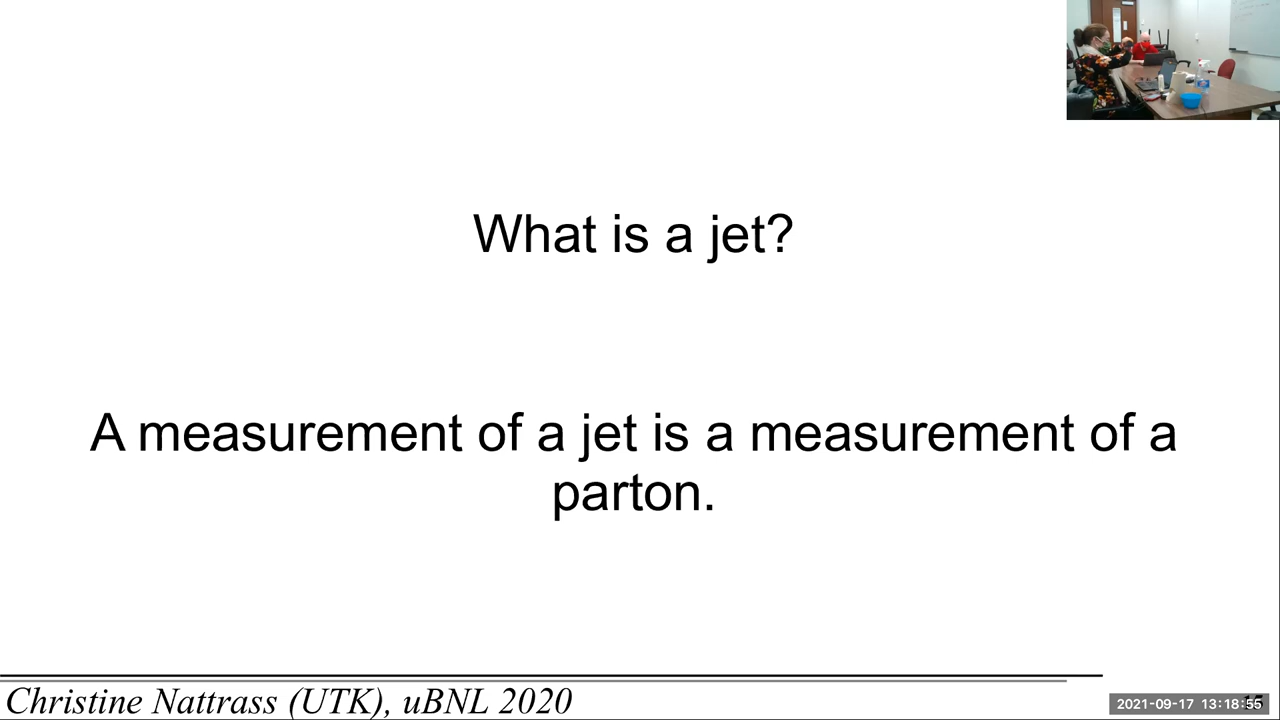 What is a jet?
A measurement of a jet is a measurement of a
parton.
Christine Nattrass (UTK), uBNL 2020
2021-09-17 13:18:55